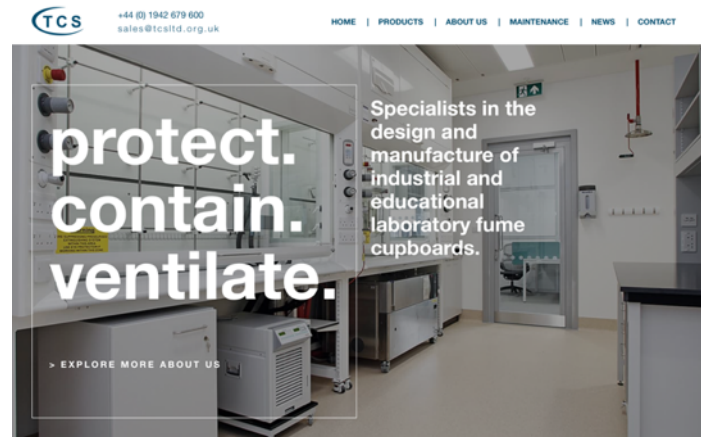 TCS
+44 (0) 1942 679 600
sales@tcsltd.org.uk
HOME | PRODUCTS | ABOUT US | MAINTENANCE | NEWS | CONTACT
protect.
contain.
ventilate.
Specialists in the
design and
manufacture of
industrial and
educational
laboratory fume
cupboards.
> EXPLORE MORE ABOUT US